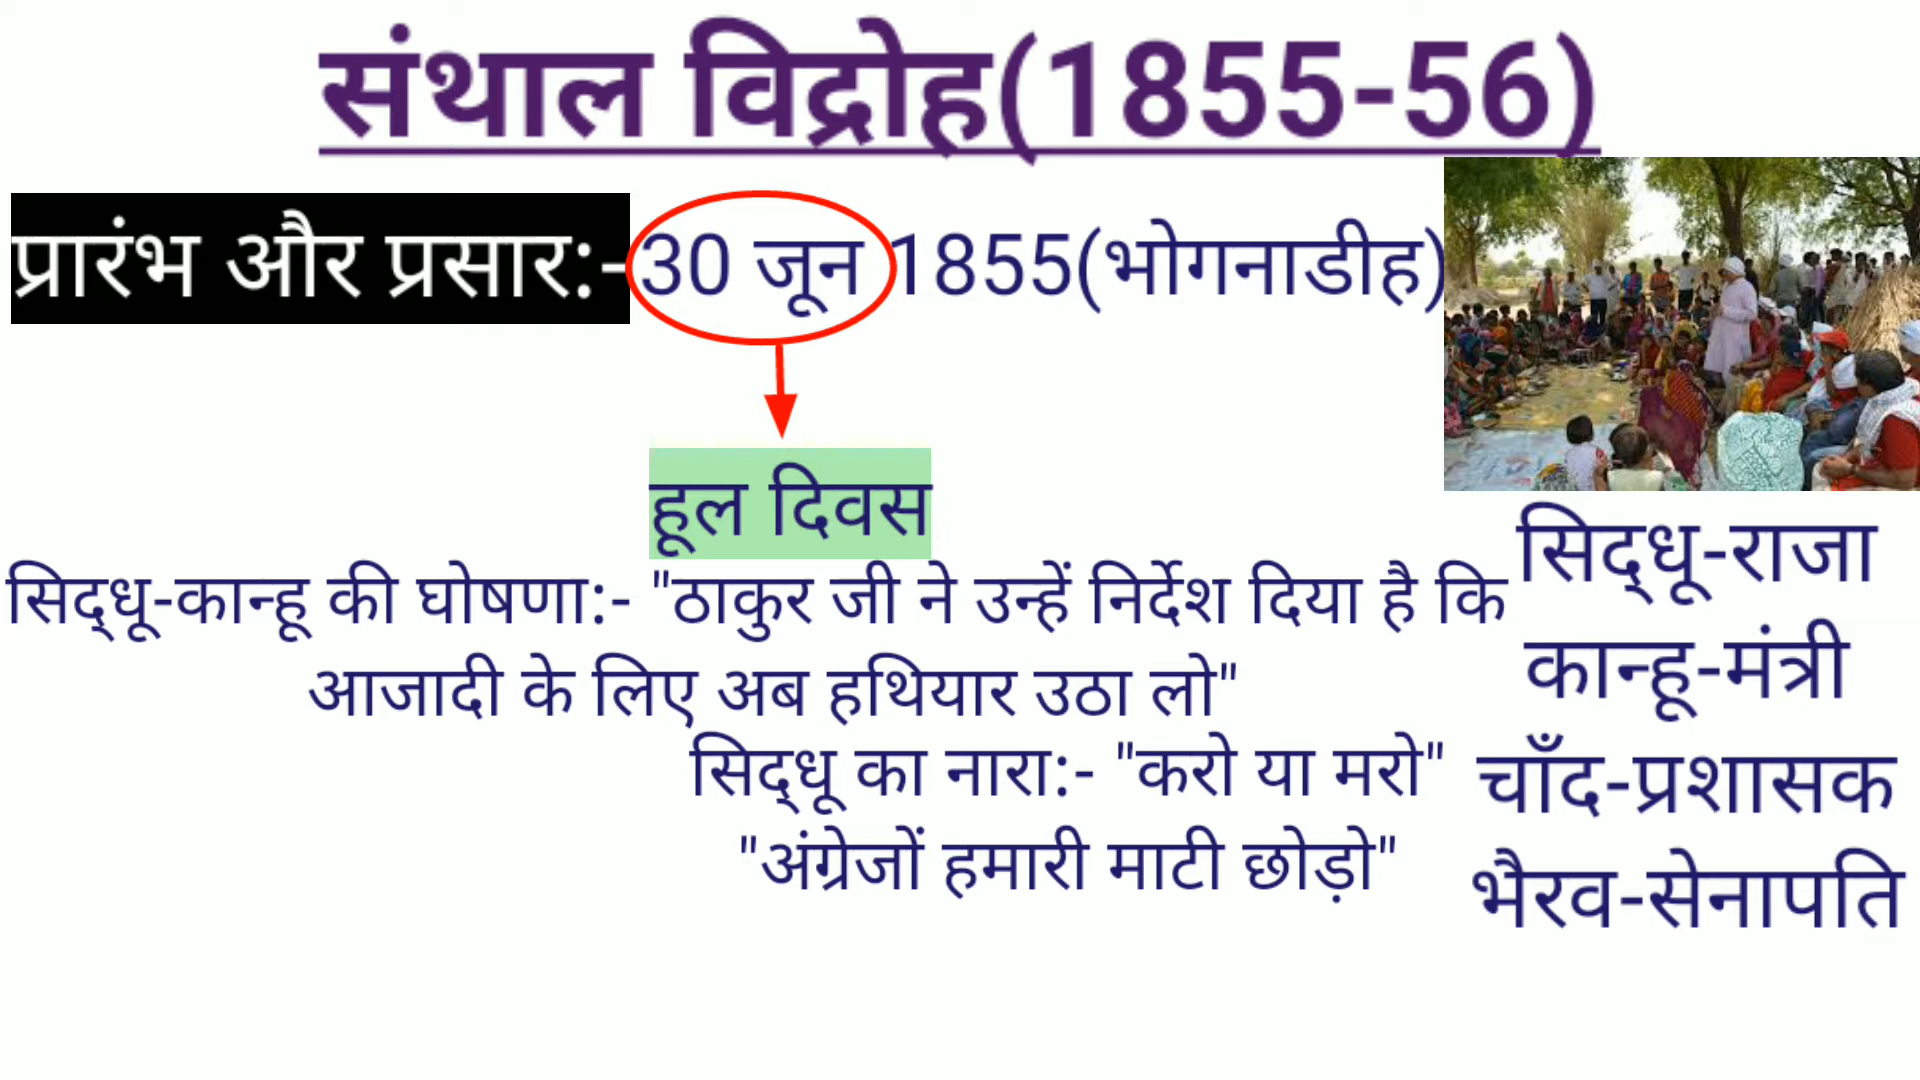 संथाल विद्रोह(1855-56)
प्रारंभ और प्रसार:- 30 जून 1855(भोगनाडीह)
हूल दिवस
सिद्धू-कान्हू की घोषणा:- "ठाकुर जी ने उन्हें निर्देश दिया है कि
आजादी के लिए अब हथियार उठा लो"
सिद्धू का नारा:- "करो या मरो"
"अंग्रेजों हमारी माटी छोड़ो"
सिद्धू-राजा
कान्हू-मंत्री
चाँद-प्रशासक
भैरव-सेनापति